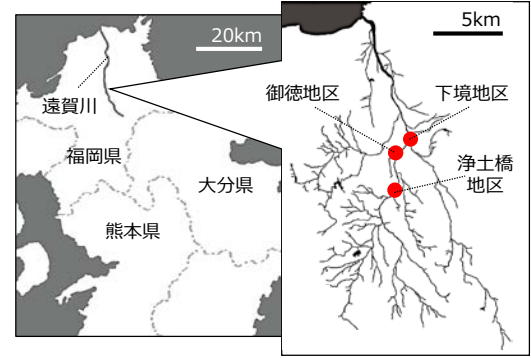 20km
遠賀川
福岡県
大分県
熊本県
5km
御徳地区
下境地区
浄土橋
地区